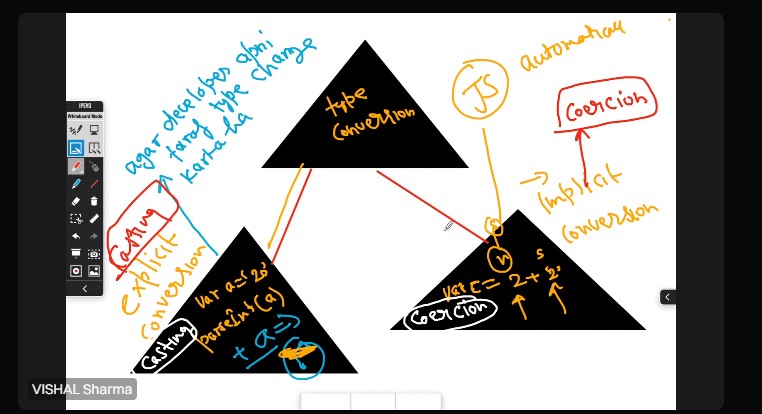 agar developer apni
taraf type change
karta ha
type
conversion
JS
automatically
Coercion
→ Implicit
conversion
Casting
explicit
conversion
var a='20'
parseInt(a)
+ a =>
Casting
n
s
var c = 2 + '2'
Coercion
IPEVO
Whiteboard Mode
VISHAL Sharma